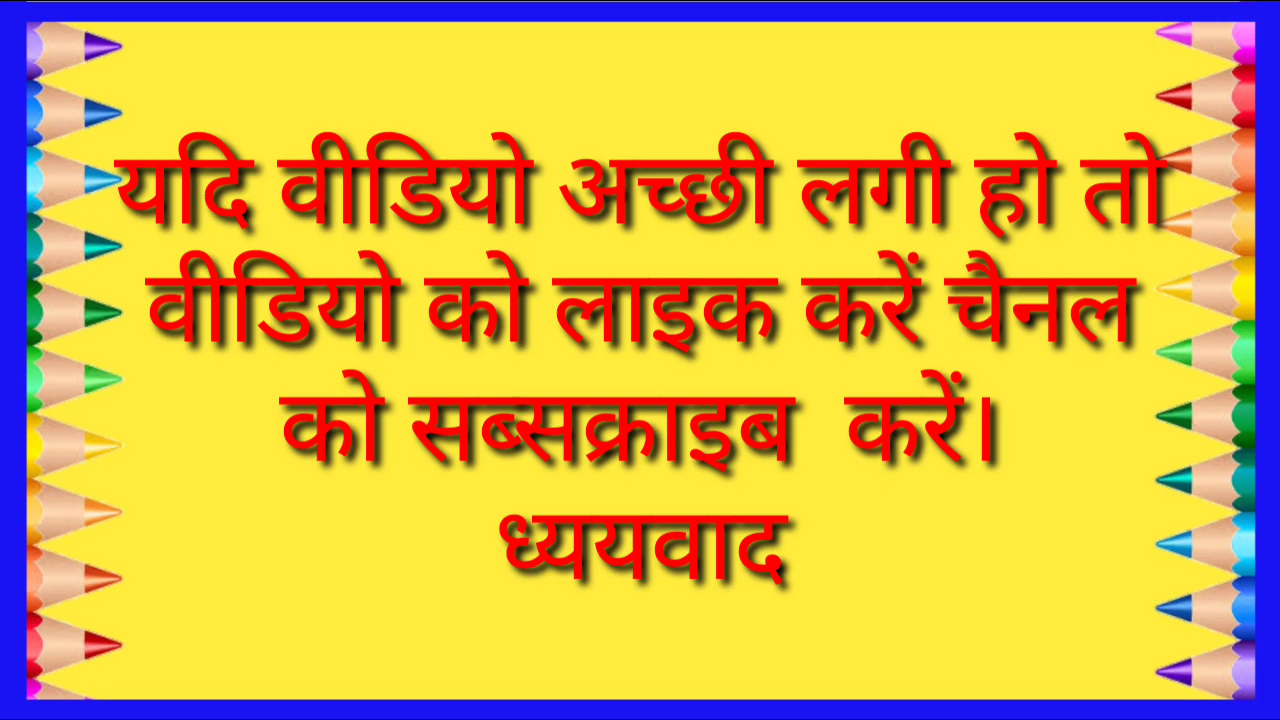 यदि वीडियो अच्छी लगी हो तो
वीडियो को लाइक करें चैनल
को सब्सक्राइब करें।
ध्ययवाद